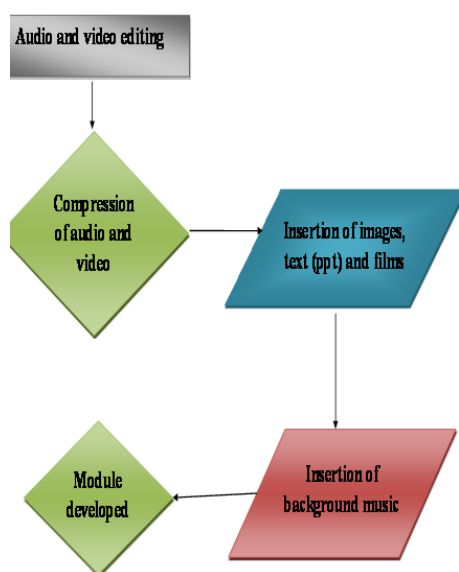 Audio and video editing
Compression
of audio and
video
Insertion of images,
text (ppt) and films
Insertion of
background music
Module
developed